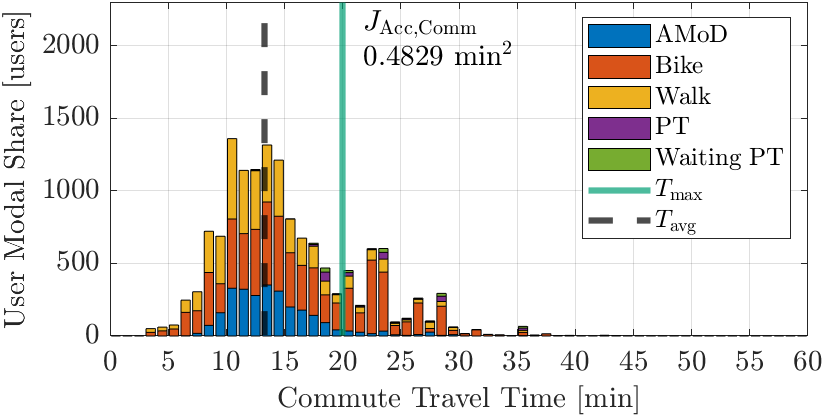 J_Acc,Comm
0.4829 min²
AMoD
Bike
Walk
PT
Waiting PT
T_max
T_avg
User Modal Share [users]
2000
1500
1000
500
0
0 5 10 15 20 25 30 35 40 45 50 55 60
Commute Travel Time [min]